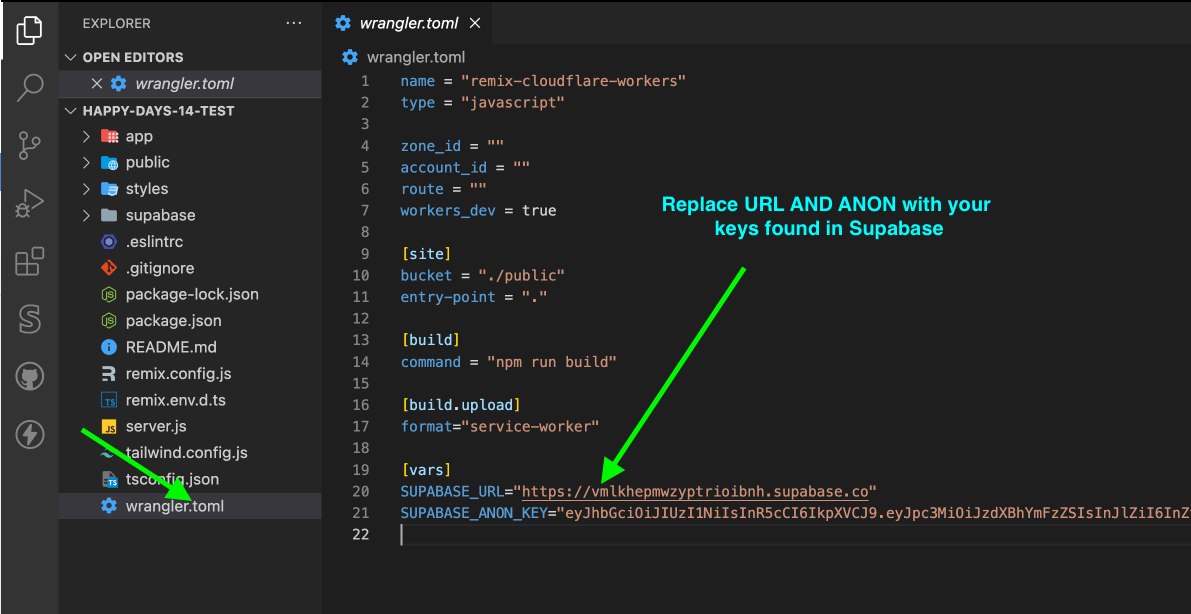 EXPLORER
OPEN EDITORS
wrangler.toml
HAPPY-DAYS-14-TEST
app
public
styles
supabase
.eslintrc
.gitignore
package-lock.json
package.json
README.md
remix.config.js
remix.env.d.ts
server.js
tailwind.config.js
tsconfig.json
wrangler.toml
wrangler.toml
wrangler.toml
1 name = "remix-cloudflare-workers"
2 type = "javascript"
3
4 zone_id = ""
5 account_id = ""
6 route = ""
7 workers_dev = true
8
9 [site]
10 bucket = "./public"
11 entry-point = "."
12
13 [build]
14 command = "npm run build"
15
16 [build.upload]
17 format="service-worker"
18
19 [vars]
20 SUPABASE_URL="https://vmlkhepmwzyptrioibnh.supabase.co"
21 SUPABASE_ANON_KEY="eyJhbGciOiJIUzI1NiIsInR5cCI6IkpXVCJ9.eyJpc3MiOiJzdXBhYmFzZSIsInJlZiI6InZ
22
Replace URL AND ANON with your
keys found in Supabase